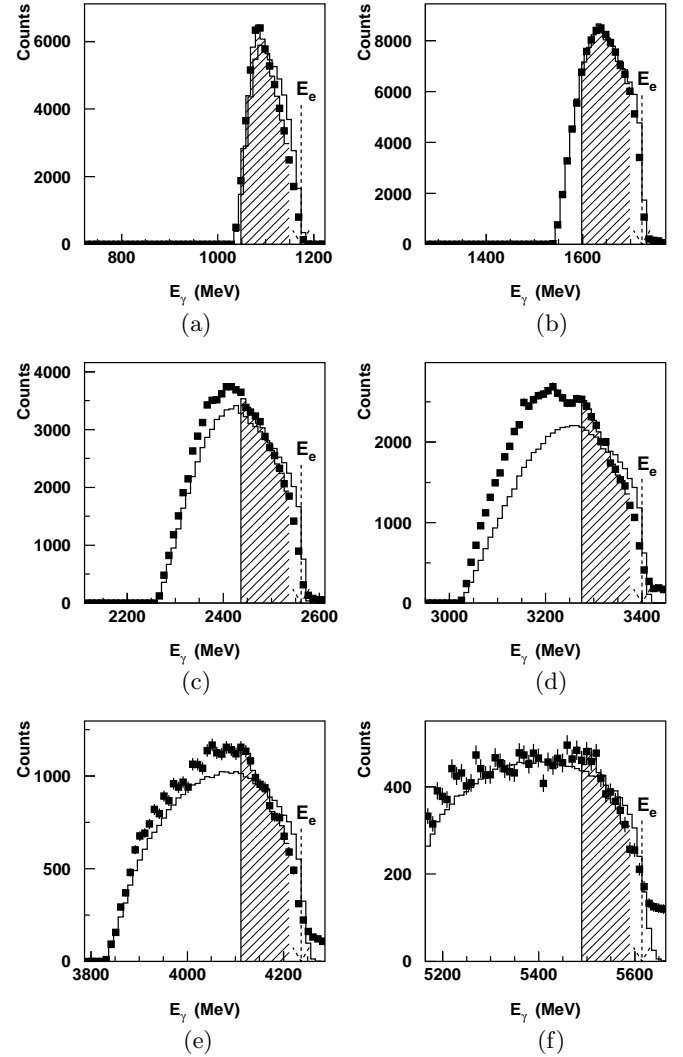 Counts
6000
4000
2000
0
E_e
800
1000
1200
E_γ (MeV)
(a)
Counts
8000
6000
4000
2000
0
E_e
1400
1600
E_γ (MeV)
(b)
Counts
4000
3000
2000
1000
0
E_e
2200
2400
2600
E_γ (MeV)
(c)
Counts
2000
1000
0
E_e
3000
3200
3400
E_γ (MeV)
(d)
Counts
1000
500
0
E_e
3800
4000
4200
E_γ (MeV)
(e)
Counts
400
200
0
E_e
5200
5400
5600
E_γ (MeV)
(f)